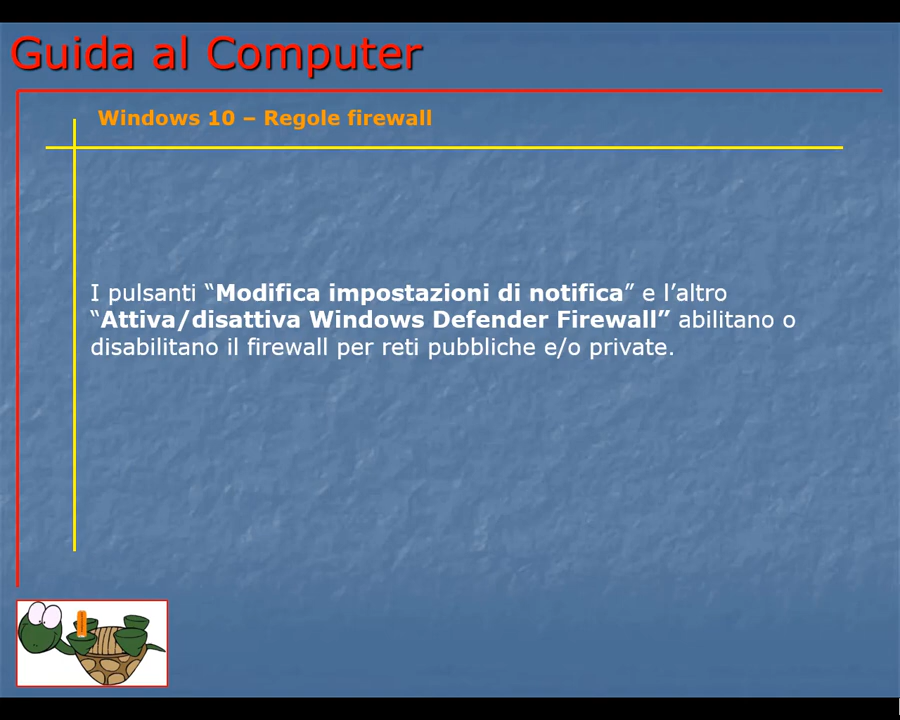 Guida al Computer
Windows 10 – Regole firewall
I pulsanti “Modifica impostazioni di notifica” e l’altro
“Attiva/disattiva Windows Defender Firewall” abilitano o
disabilitano il firewall per reti pubbliche e/o private.